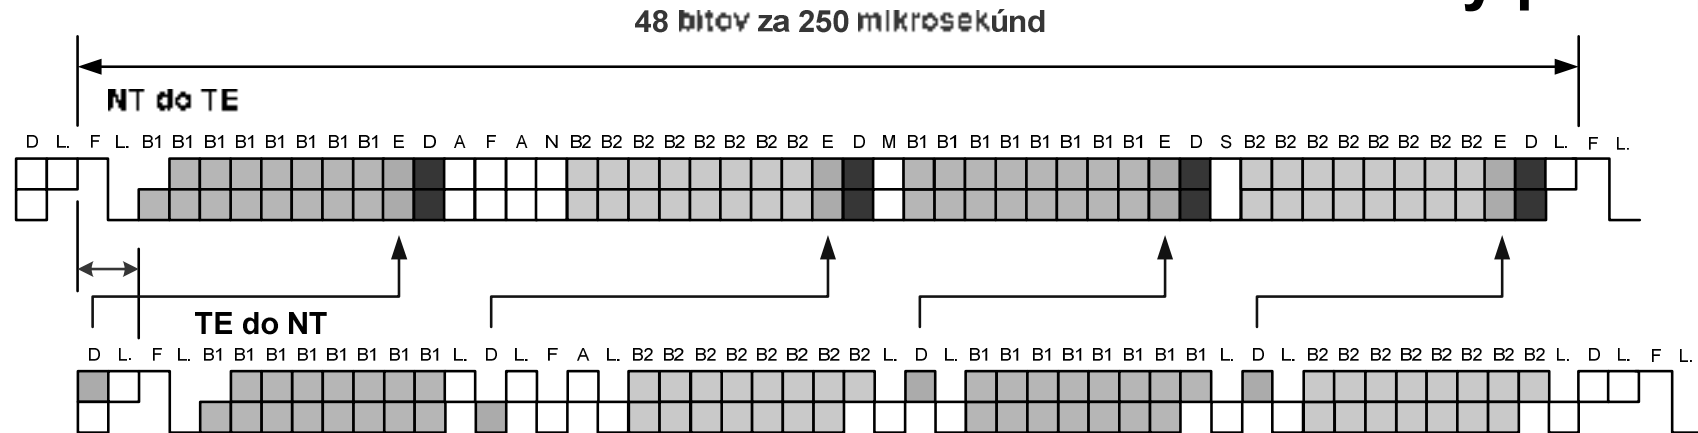 48 bitov za 250 mikrosekúnd
NT do TE
D L. F L. B1 B1 B1 B1 B1 B1 B1 B1 E D A F A N B2 B2 B2 B2 B2 B2 B2 B2 E D M B1 B1 B1 B1 B1 B1 B1 B1 E D S B2 B2 B2 B2 B2 B2 B2 B2 E D L. F L.
TE do NT
D L. F L. B1 B1 B1 B1 B1 B1 B1 B1 L. D L. F A L. B2 B2 B2 B2 B2 B2 B2 B2 L. D L. B1 B1 B1 B1 B1 B1 B1 B1 L. D L. B2 B2 B2 B2 B2 B2 B2 B2 L. D L. F L.